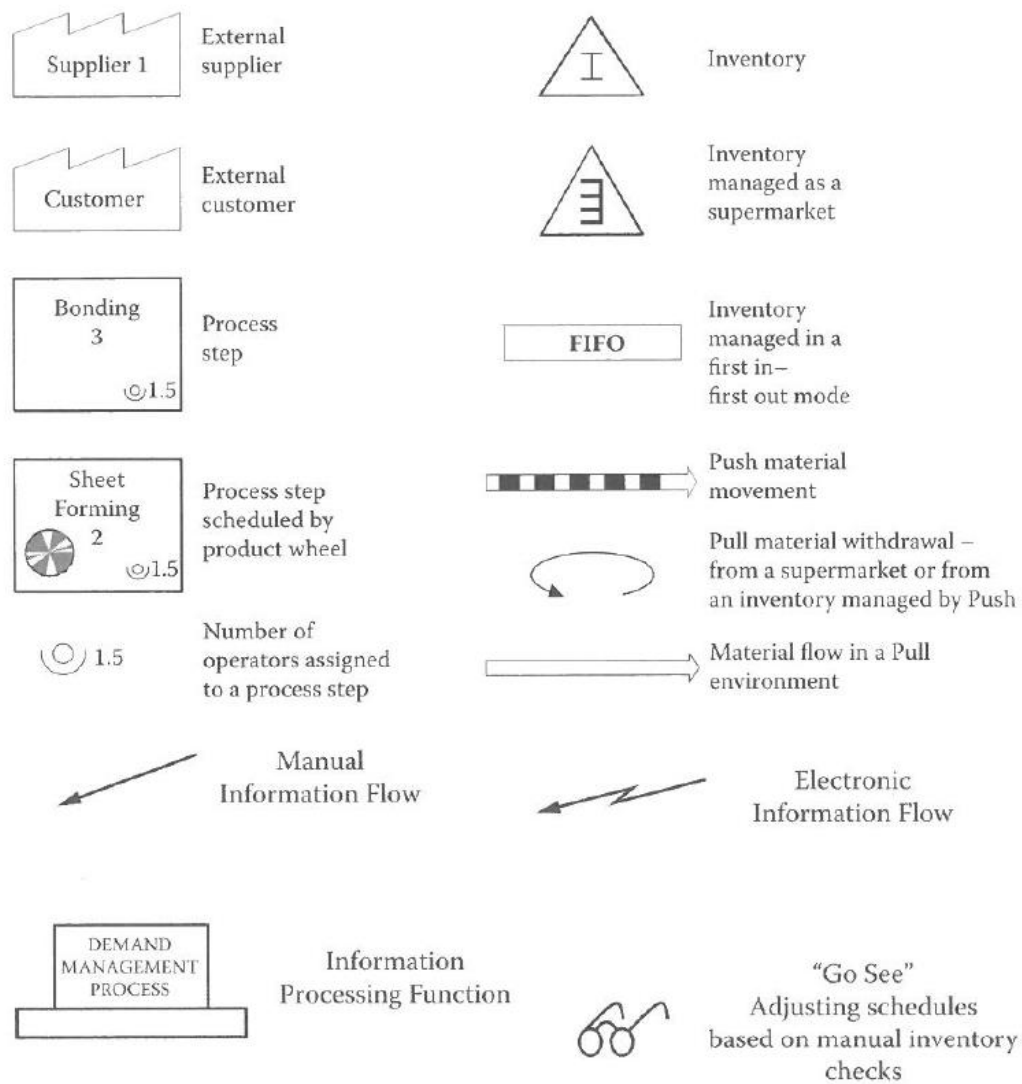 Supplier 1
External
supplier
I
Inventory
Customer
External
customer
Inventory
managed as a
supermarket
Bonding
3
1.5
Process
step
FIFO
Inventory
managed in a
first in–
first out mode
Sheet
Forming
2
1.5
Process step
scheduled by
product wheel
Push material
movement
Pull material withdrawal –
from a supermarket or from
an inventory managed by Push
1.5
Number of
operators assigned
to a process step
Material flow in a Pull
environment
Manual
Information Flow
Electronic
Information Flow
DEMAND
MANAGEMENT
PROCESS
Information
Processing Function
“Go See”
Adjusting schedules
based on manual inventory
checks